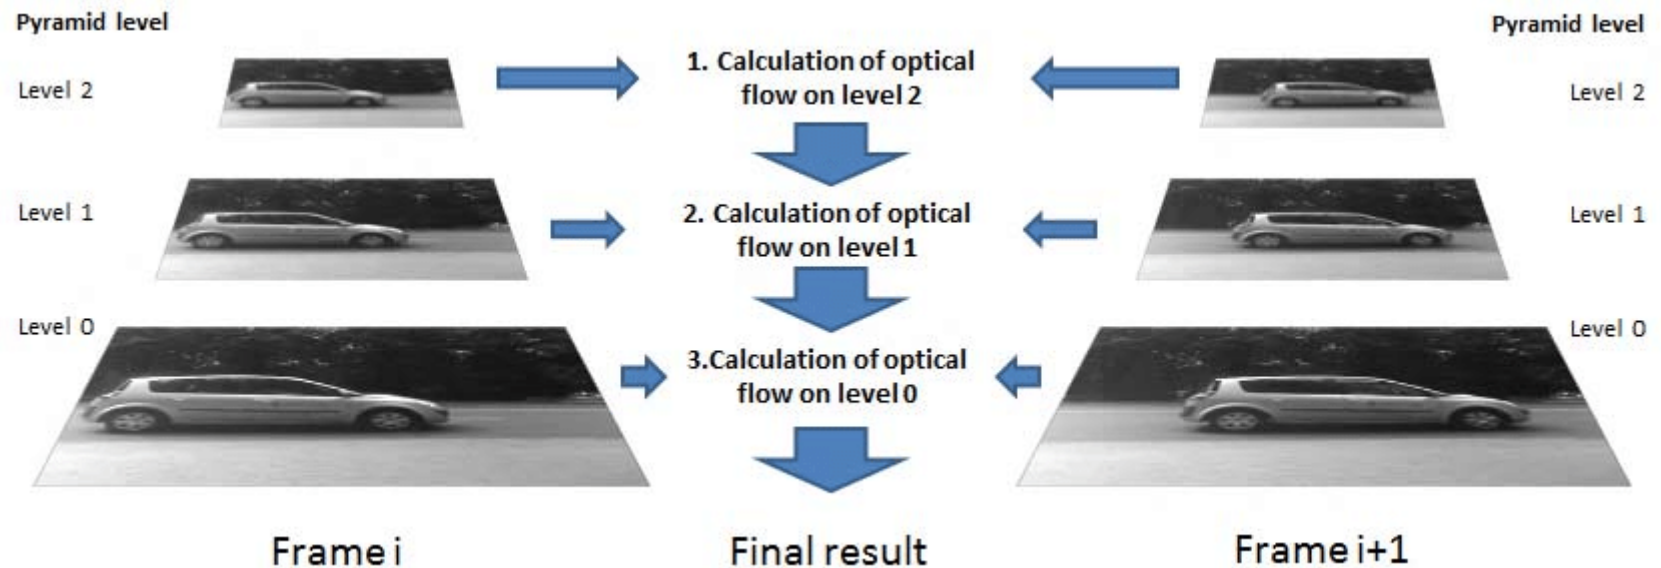 Pyramid level
Pyramid level
Level 2
1. Calculation of optical
flow on level 2
Level 2
Level 1
2. Calculation of optical
flow on level 1
Level 1
Level 0
3.Calculation of optical
flow on level 0
Level 0
Frame i
Final result
Frame i+1